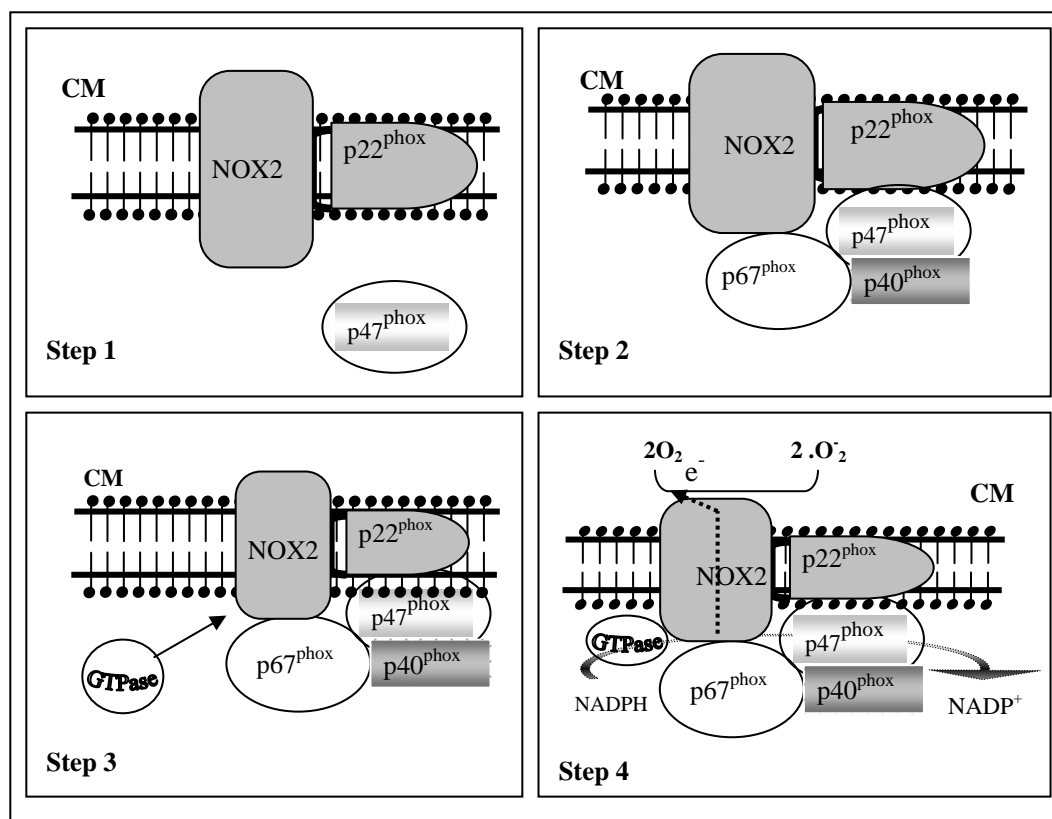 CM
NOX2
p22phox
p47phox
Step 1
CM
NOX2
p22phox
p47phox
p67phox
p40phox
Step 2
CM
NOX2
p22phox
p47phox
p67phox
p40phox
GTPase
Step 3
2O₂
2 .O⁻₂
e⁻
CM
NOX2
p22phox
GTPase
p47phox
p67phox
p40phox
NADPH
NADP⁺
Step 4